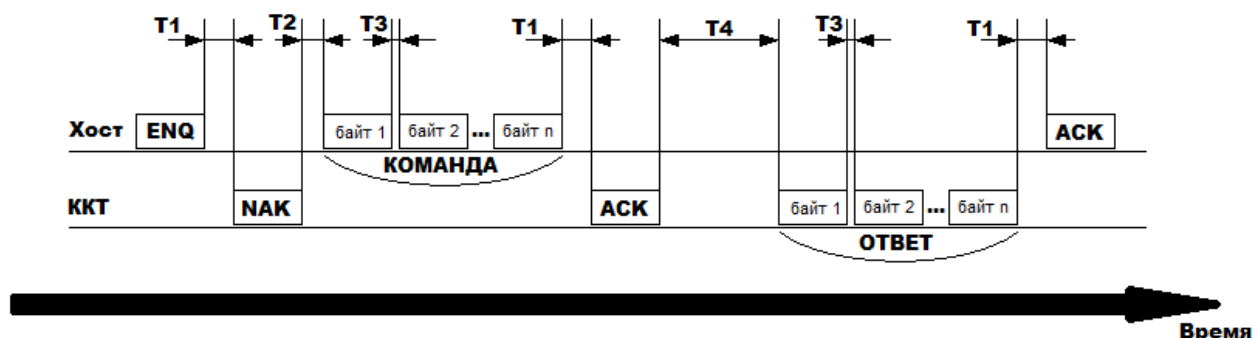 T1 T2 T3 T1 T4 T3 T1
Хост ENQ байт 1 байт 2 ... байт n ACK
КОМАНДА
ККТ NAK ACK байт 1 байт 2 ... байт n
ОТВЕТ
Время